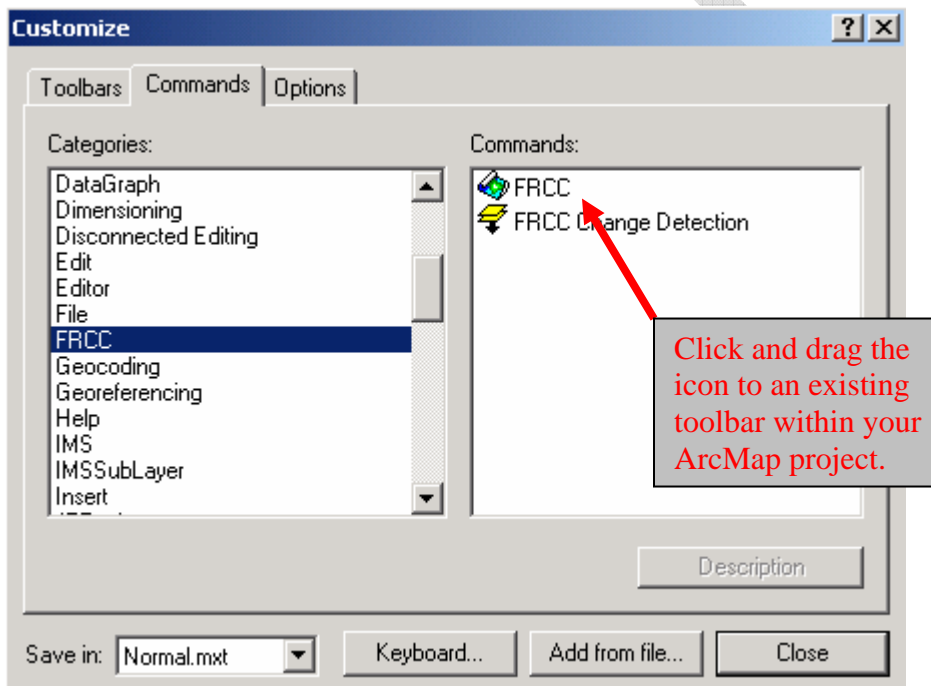 Customize
Toolbars Commands Options
Categories:
Commands:
DataGraph
Dimensioning
Disconnected Editing
Edit
Editor
File
FRCC
Geocoding
Georeferencing
Help
IMS
IMSSubLayer
Insert
FRCC
FRCC Change Detection
Click and drag the
icon to an existing
toolbar within your
ArcMap project.
Description
Save in: Normal.mxt Keyboard... Add from file... Close